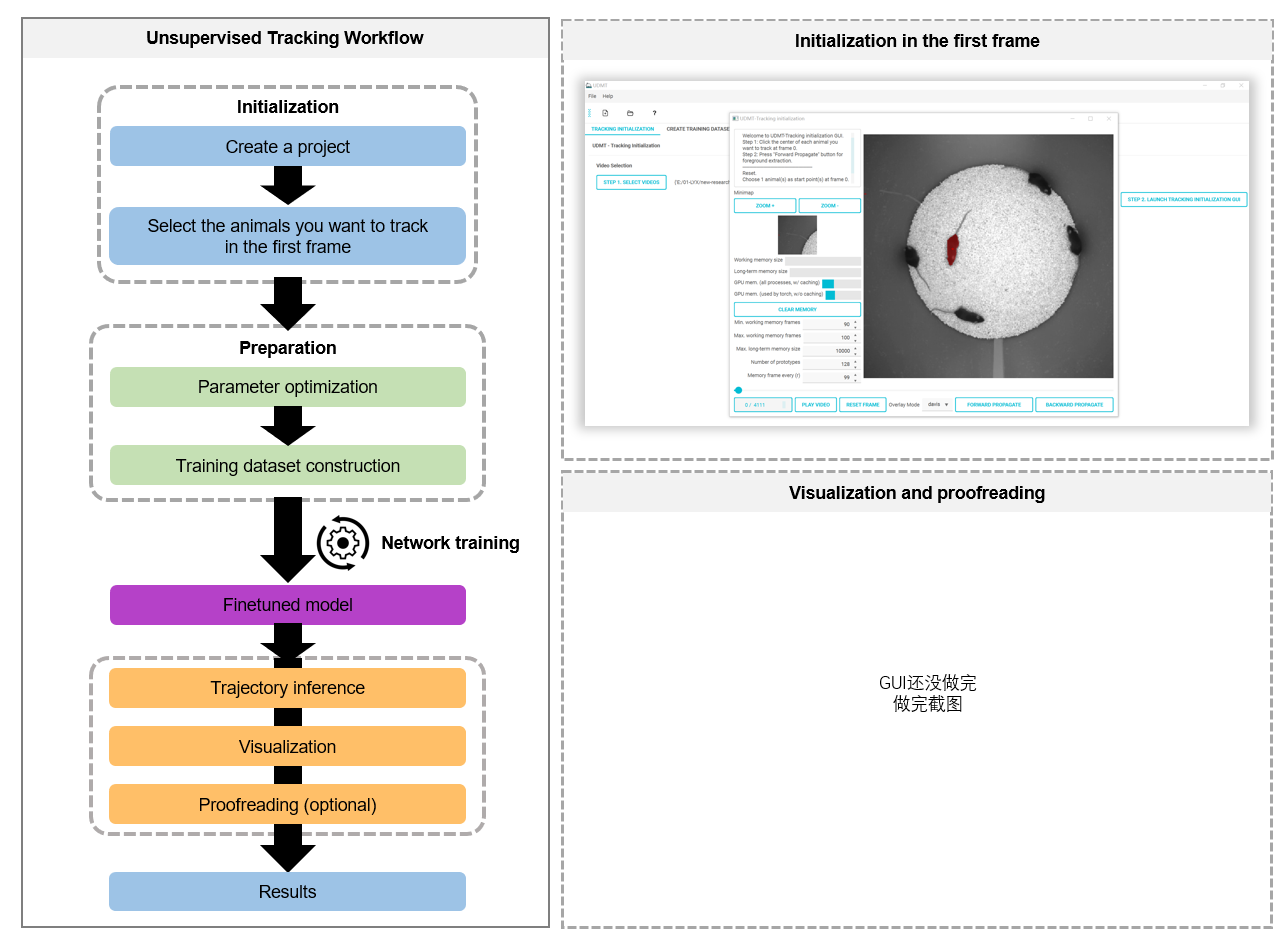 Unsupervised Tracking Workflow
Initialization
Create a project
Select the animals you want to track
in the first frame
Preparation
Parameter optimization
Training dataset construction
Network training
Finetuned model
Trajectory inference
Visualization
Proofreading (optional)
Results
Initialization in the first frame
UDMT
File Help
?
TRACKING INITIALIZATION CREATE TRAINING DATASE
UDMT - Tracking Initialization
Video Selection
STEP 1. SELECT VIDEOS
['E:/01-LYX/new-research
STEP 2. LAUNCH TRACKING INITIALIZATION GUI
UDMT- Tracking initialization
Welcome to UDMT-Tracking initialization GUI.
Step 1: Click the center of each animal you
want to track at frame 0.
Step 2: Press "Forward Propagate" button for
foreground extraction.
Reset.
Choose 1 animal(s) as start point(s) at frame 0.
Minimap
ZOOM + ZOOM -
Working memory size
Long-term memory size
GPU mem. (all processes, w/ caching)
GPU mem. (used by torch, w/o caching)
CLEAR MEMORY
Min. working memory frames 90
Max. working memory frames 100
Max. long-term memory size 10000
Number of prototypes 128
Memory frame every (r) 99
0 / 4111 PLAY VIDEO RESET FRAME Overlay Mode davis FORWARD PROPAGATE BACKWARD PROPAGATE
Visualization and proofreading
GUI还没做完
做完截图